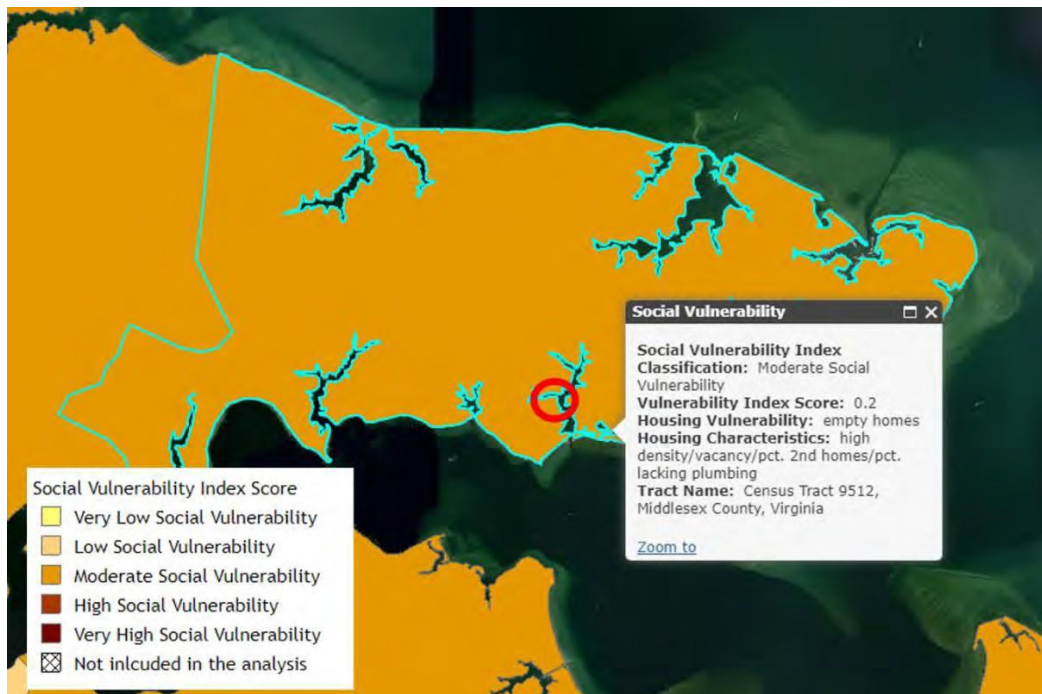 Social Vulnerability
Social Vulnerability Index
Classification: Moderate Social
Vulnerability
Vulnerability Index Score: 0.2
Housing Vulnerability: empty homes
Housing Characteristics: high
density/vacancy/pct. 2nd homes/pct.
lacking plumbing
Tract Name: Census Tract 9512,
Middlesex County, Virginia
Zoom to
Social Vulnerability Index Score
Very Low Social Vulnerability
Low Social Vulnerability
Moderate Social Vulnerability
High Social Vulnerability
Very High Social Vulnerability
Not inlcuded in the analysis